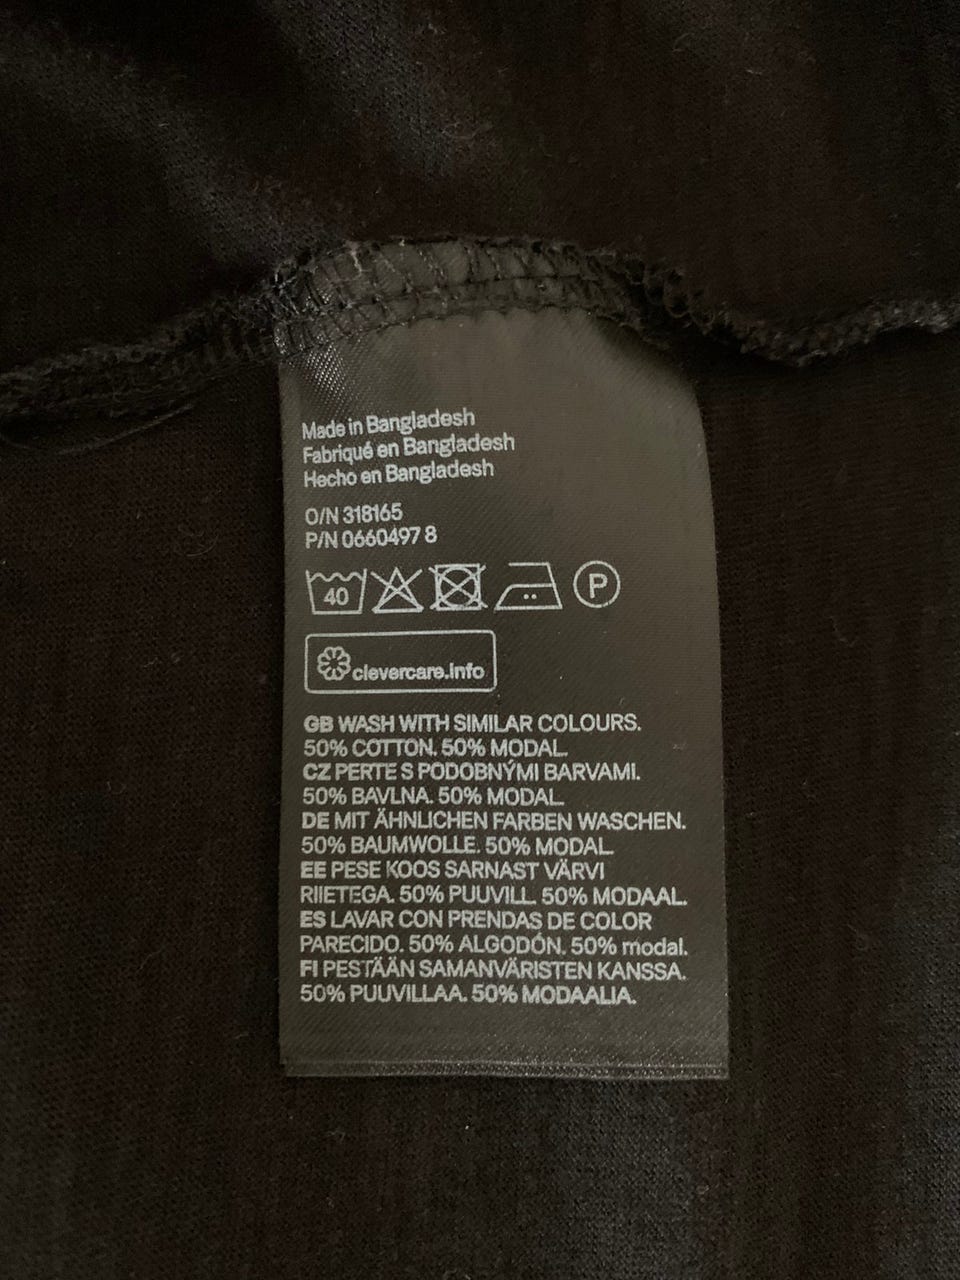 Made in Bangladesh
Fabriqué en Bangladesh
Hecho en Bangladesh
O/N 318165
P/N 0660497 8
40 P
clevercare.info
GB WASH WITH SIMILAR COLOURS.
50% COTTON. 50% MODAL.
CZ PERTE S PODOBNÝMI BARVAMI.
50% BAVLNA. 50% MODAL.
DE MIT ÄHNLICHEN FARBEN WASCHEN.
50% BAUMWOLLE. 50% MODAL.
EE PESE KOOS SARNAST VÄRVI
RIIETEGA. 50% PUUVILL. 50% MODAAL.
ES LAVAR CON PRENDAS DE COLOR
PARECIDO. 50% ALGODÓN. 50% modal.
FI PESTÄÄN SAMANVÄRISTEN KANSSA.
50% PUUVILLAA. 50% MODAALIA.